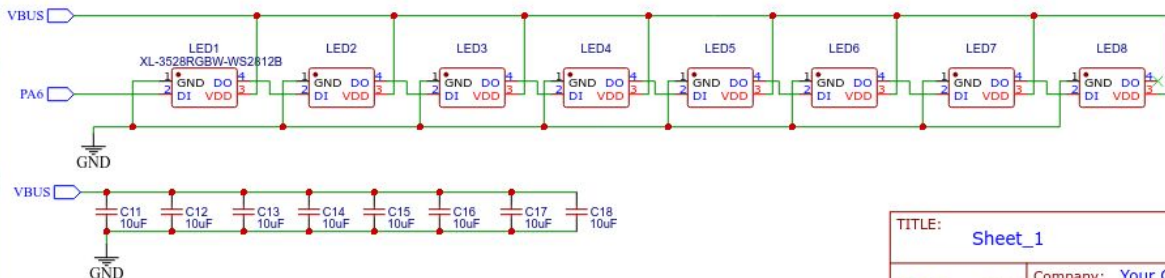 VBUS
LED1 LED2 LED3 LED4 LED5 LED6 LED7 LED8
XL-3528RGBW-WS2812B
1 GND DO 4 1 GND DO 4 1 GND DO 4 1 GND DO 4 1 GND DO 4 1 GND DO 4 1 GND DO 4 1 GND DO 4
PA6 2 DI VDD 3 2 DI VDD 3 2 DI VDD 3 2 DI VDD 3 2 DI VDD 3 2 DI VDD 3 2 DI VDD 3 2 DI VDD 3
GND
VBUS
C11 C12 C13 C14 C15 C16 C17 C18
10uF 10uF 10uF 10uF 10uF 10uF 10uF 10uF
GND
TITLE:
Sheet_1
Company: Your